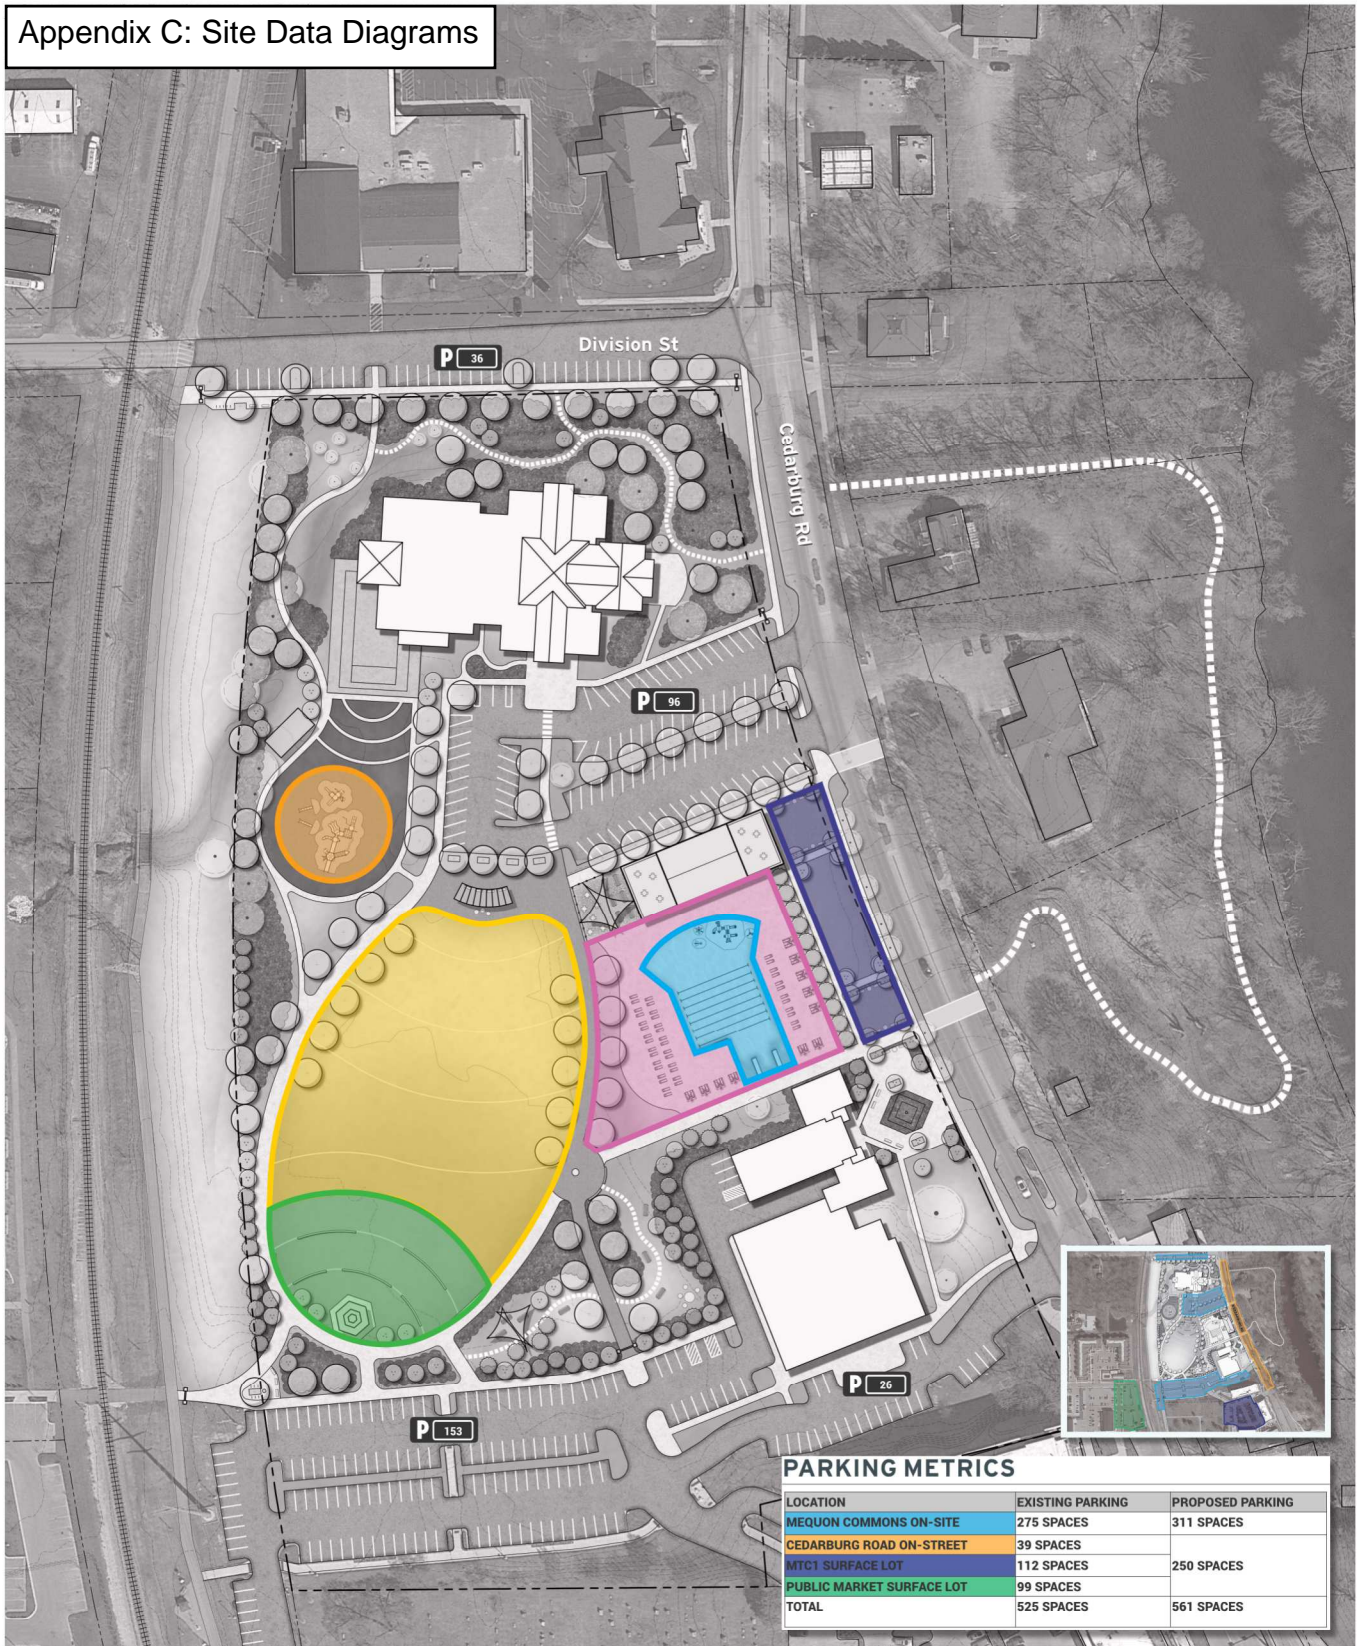 Appendix C: Site Data Diagrams
Division St
P 36
Cedarburg Rd
P 96
P 26
P 153
PARKING METRICS
LOCATION EXISTING PARKING PROPOSED PARKING
MEQUON COMMONS ON-SITE 275 SPACES 311 SPACES
CEDARBURG ROAD ON-STREET 39 SPACES
MTC1 SURFACE LOT 112 SPACES 250 SPACES
PUBLIC MARKET SURFACE LOT 99 SPACES
TOTAL 525 SPACES 561 SPACES